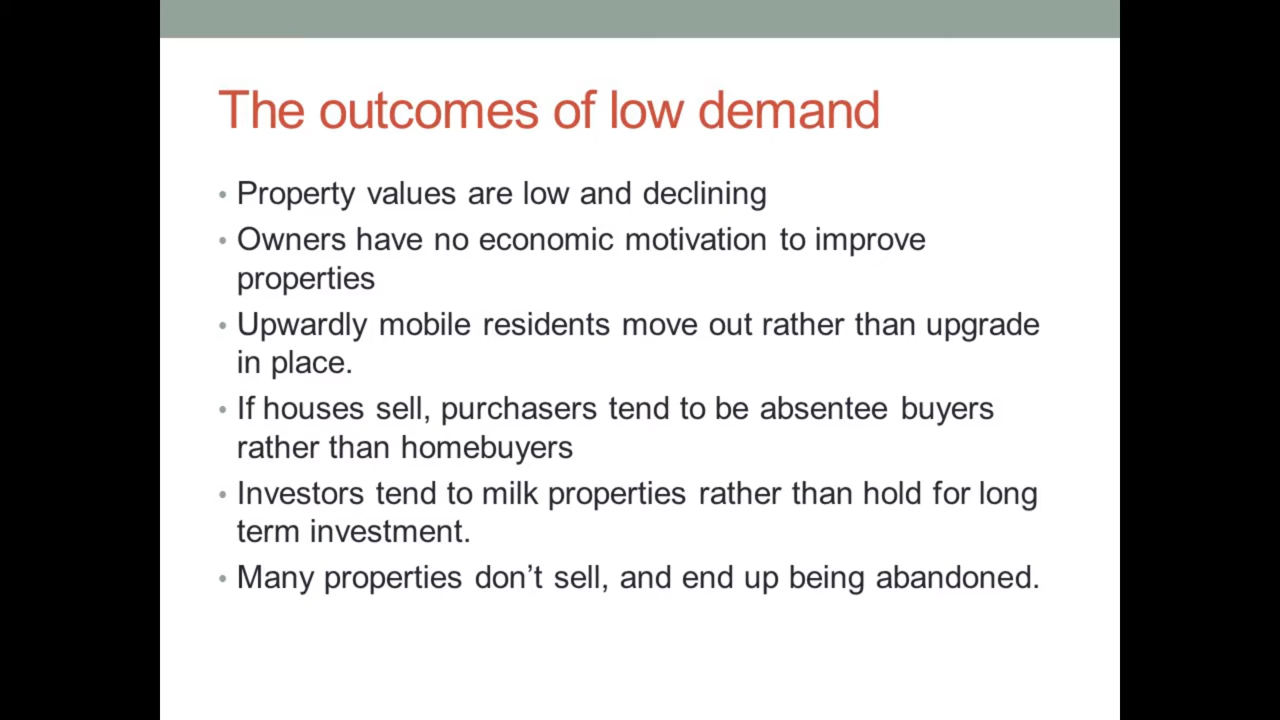 The outcomes of low demand
• Property values are low and declining
• Owners have no economic motivation to improve
properties
• Upwardly mobile residents move out rather than upgrade
in place.
• If houses sell, purchasers tend to be absentee buyers
rather than homebuyers
• Investors tend to milk properties rather than hold for long
term investment.
• Many properties don’t sell, and end up being abandoned.